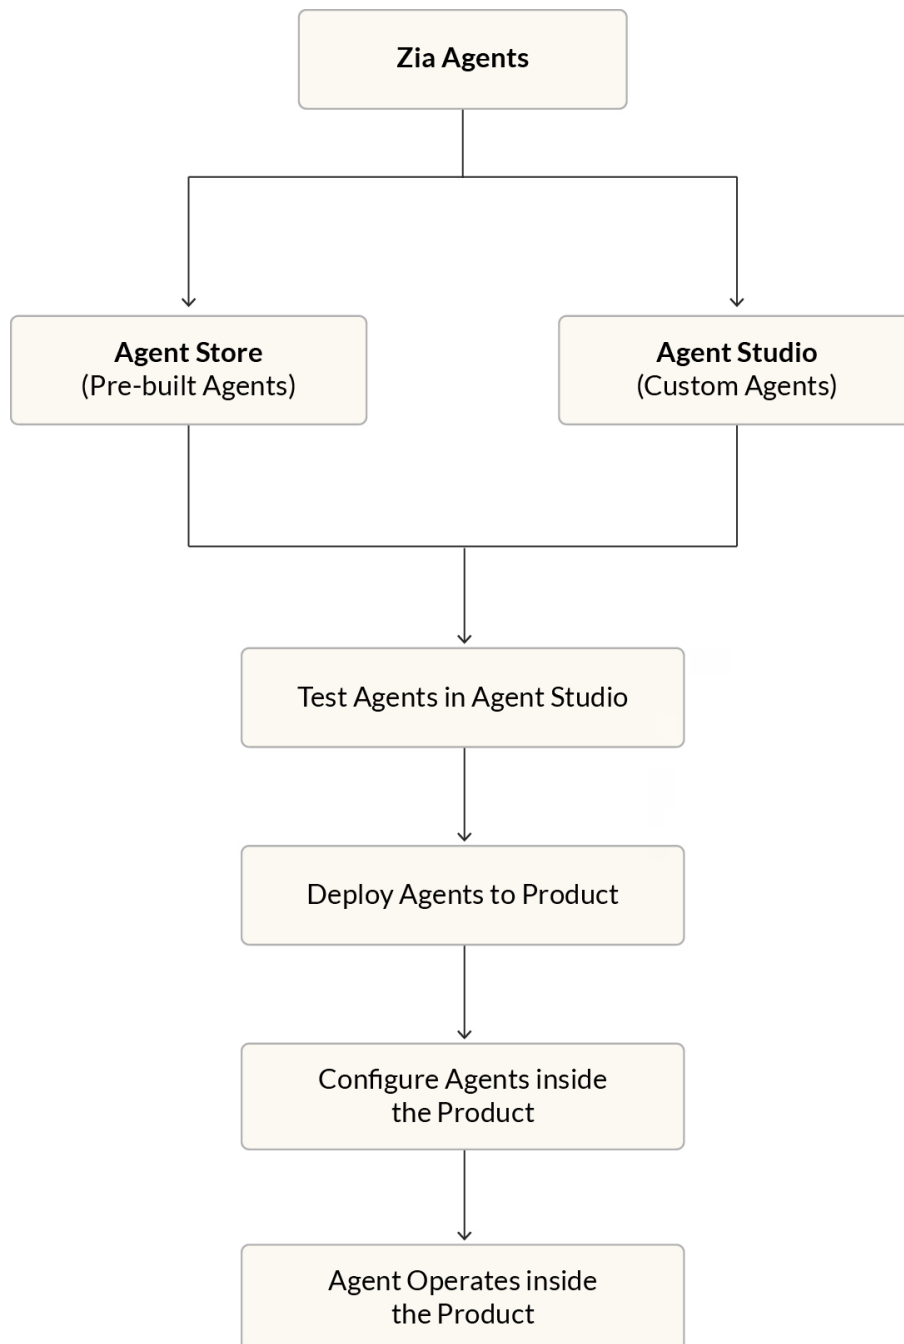 Zia Agents
Agent Store
(Pre-built Agents)
Agent Studio
(Custom Agents)
Test Agents in Agent Studio
Deploy Agents to Product
Configure Agents inside
the Product
Agent Operates inside
the Product